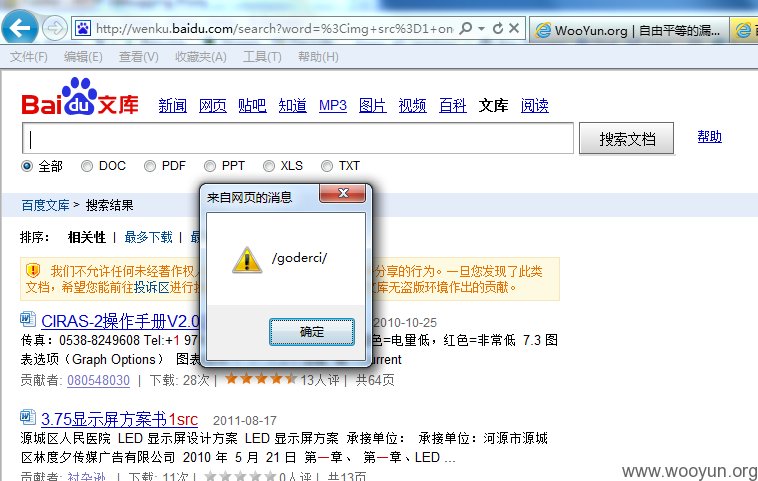 http://wenku.baidu.com/search?word=%3Cimg+src%3D1+on
WooYun.org | 自由平等的漏...
百
文件(F) 编辑(E) 查看(V) 收藏夹(A) 工具(T) 帮助(H)
Bai du 文库 新闻 网页 贴吧 知道 MP3 图片 视频 百科 文库 阅读
搜索文档 帮助
全部 DOC PDF PPT XLS TXT
百度文库 > 搜索结果
来自网页的消息
/goderci/
确定
排序： 相关性 | 最多下载 |
我们不允许任何未经著作权 分享的行为。一旦您发现了此类
文档，希望您能前往投诉区进行 文库无盗版环境作出的贡献。
CIRAS-2操作手册V2.0 2010-10-25
传真：0538-8249608 Tel:+1 97 色=电量低，红色=非常低 7.3 图
表选项（Graph Options） 图表 urrent
贡献者: 080548030 | 下载: 28次 | 13人评 | 共64页
3.75显示屏方案书1src 2011-08-17
源城区人民医院 LED 显示屏设计方案 LED 显示屏方案 承接单位： 承接单位：河源市源城
区林度夕传媒广告有限公司 2010 年 5 月 21 日 第一章、 第一章、LED ...
贡献者: 下载: 11次 | 0人评 | 共13页
www.wooyun.org